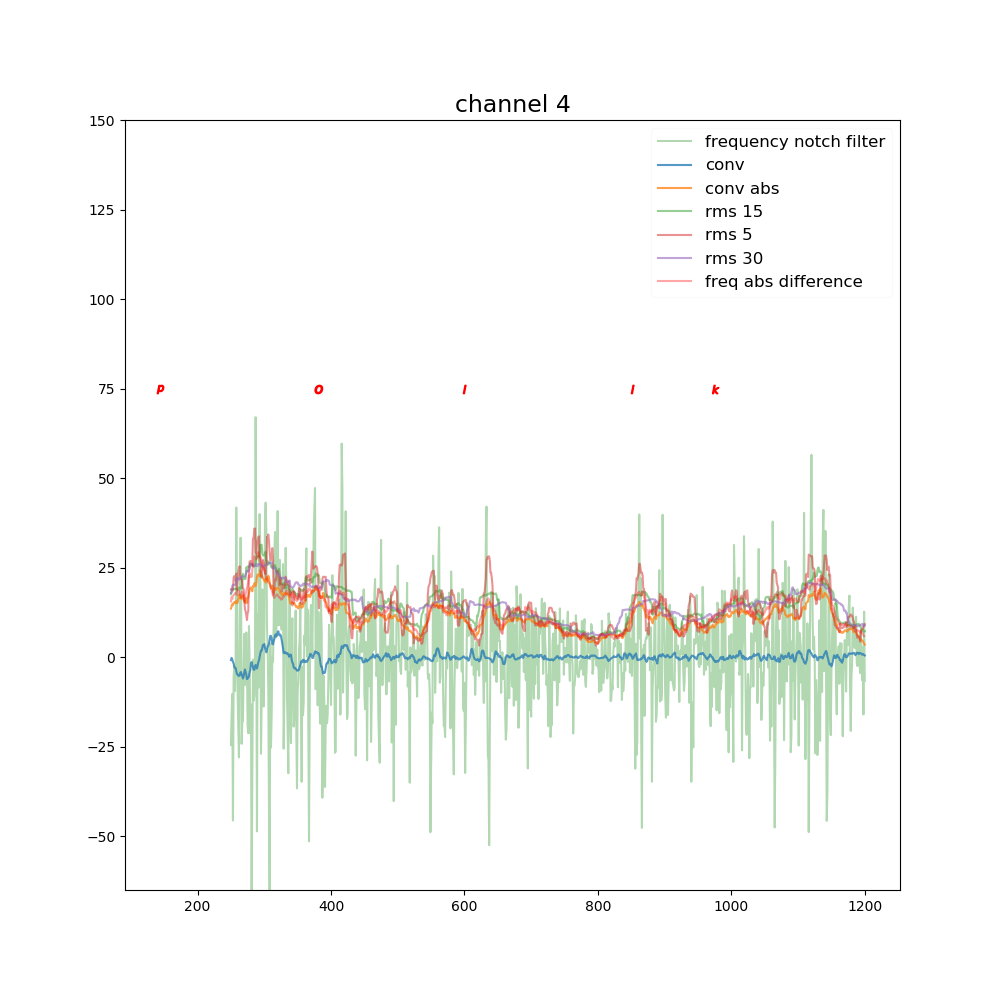 channel 4
150
125
100
75
50
25
0
−25
−50
frequency notch filter
conv
conv abs
rms 15
rms 5
rms 30
freq abs difference
p O l l k
200 400 600 800 1000 1200